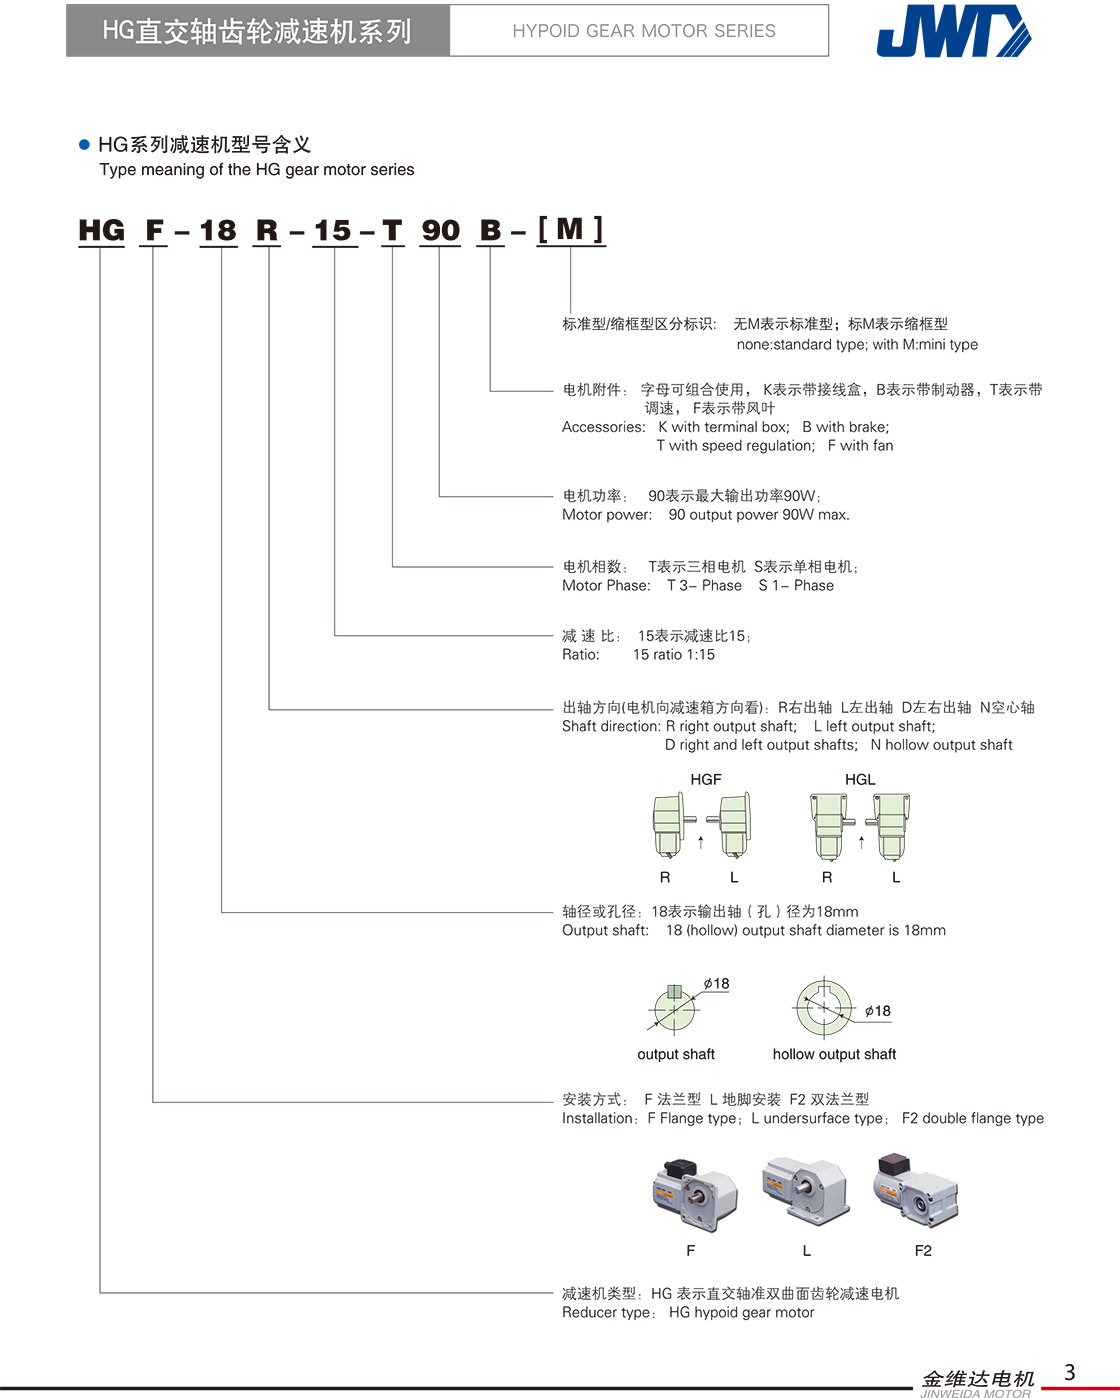 HG直交轴齿轮减速机系列
HYPOID GEAR MOTOR SERIES
JWD
HG系列减速机型号含义
Type meaning of the HG gear motor series
HG F – 18 R – 15 – T 90 B – [ M ]
标准型/缩框型区分标识: 无M表示标准型; 标M表示缩框型
none:standard type; with M:mini type
电机附件: 字母可组合使用, K表示带接线盒, B表示带制动器, T表示带
调速, F表示带风叶
Accessories: K with terminal box; B with brake;
T with speed regulation; F with fan
电机功率: 90表示最大输出功率90W;
Motor power: 90 output power 90W max.
电机相数: T表示三相电机 S表示单相电机;
Motor Phase: T 3– Phase S 1– Phase
减 速 比: 15表示减速比15;
Ratio: 15 ratio 1:15
出轴方向(电机向减速箱方向看): R右出轴 L左出轴 D左右出轴 N空心轴
Shaft direction: R right output shaft; L left output shaft;
D right and left output shafts; N hollow output shaft
HGF HGL
R L R L
轴径或孔径: 18表示输出轴 ( 孔 ) 径为18mm
Output shaft: 18 (hollow) output shaft diameter is 18mm
ϕ18
ϕ18
output shaft hollow output shaft
安装方式: F 法兰型 L 地脚安装 F2 双法兰型
Installation: F Flange type; L undersurface type; F2 double flange type
F L F2
减速机类型: HG 表示直交轴准双曲面齿轮减速电机
Reducer type: HG hypoid gear motor
金维达电机
JINWEIDA MOTOR
3